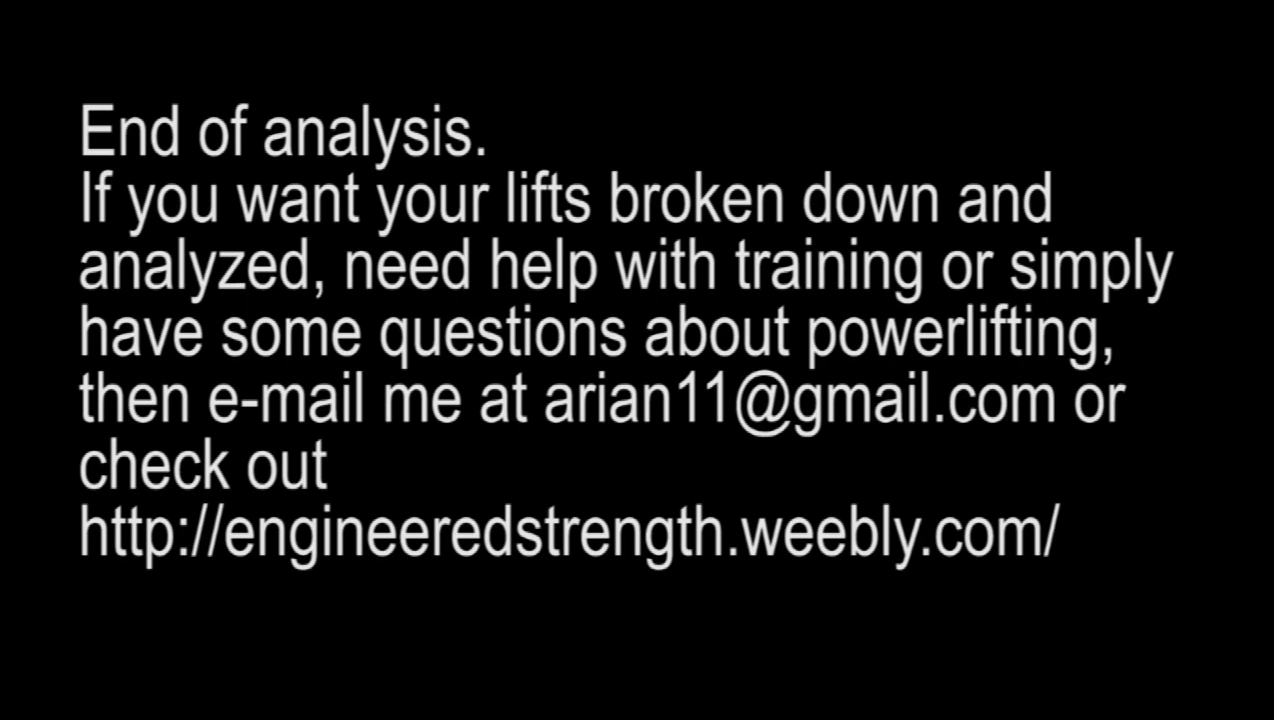 End of analysis.
If you want your lifts broken down and
analyzed, need help with training or simply
have some questions about powerlifting,
then e-mail me at arian11@gmail.com or
check out
http://engineeredstrength.weebly.com/